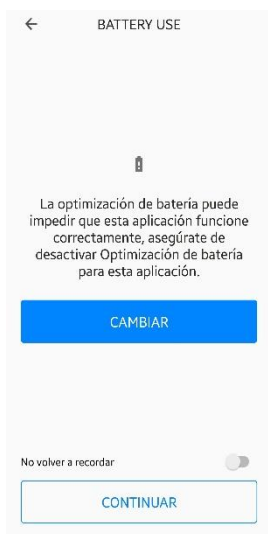 BATTERY USE
La optimización de batería puede
impedir que esta aplicación funcione
correctamente, asegúrate de
desactivar Optimización de batería
para esta aplicación.
CAMBIAR
No volver a recordar
CONTINUAR